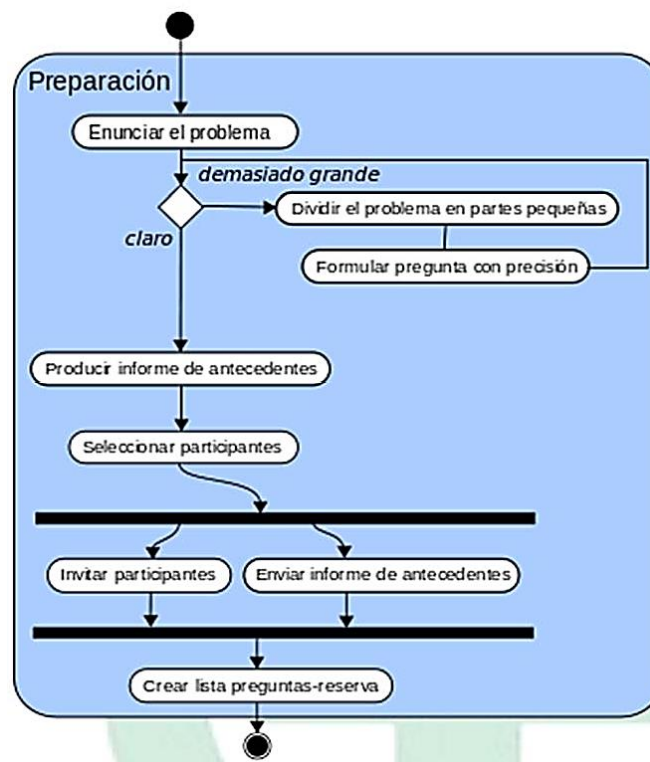 Preparación
Enunciar el problema
demasiado grande
Dividir el problema en partes pequeñas
claro
Formular pregunta con precisión
Producir informe de antecedentes
Seleccionar participantes
Invitar participantes
Enviar informe de antecedentes
Crear lista preguntas-reserva